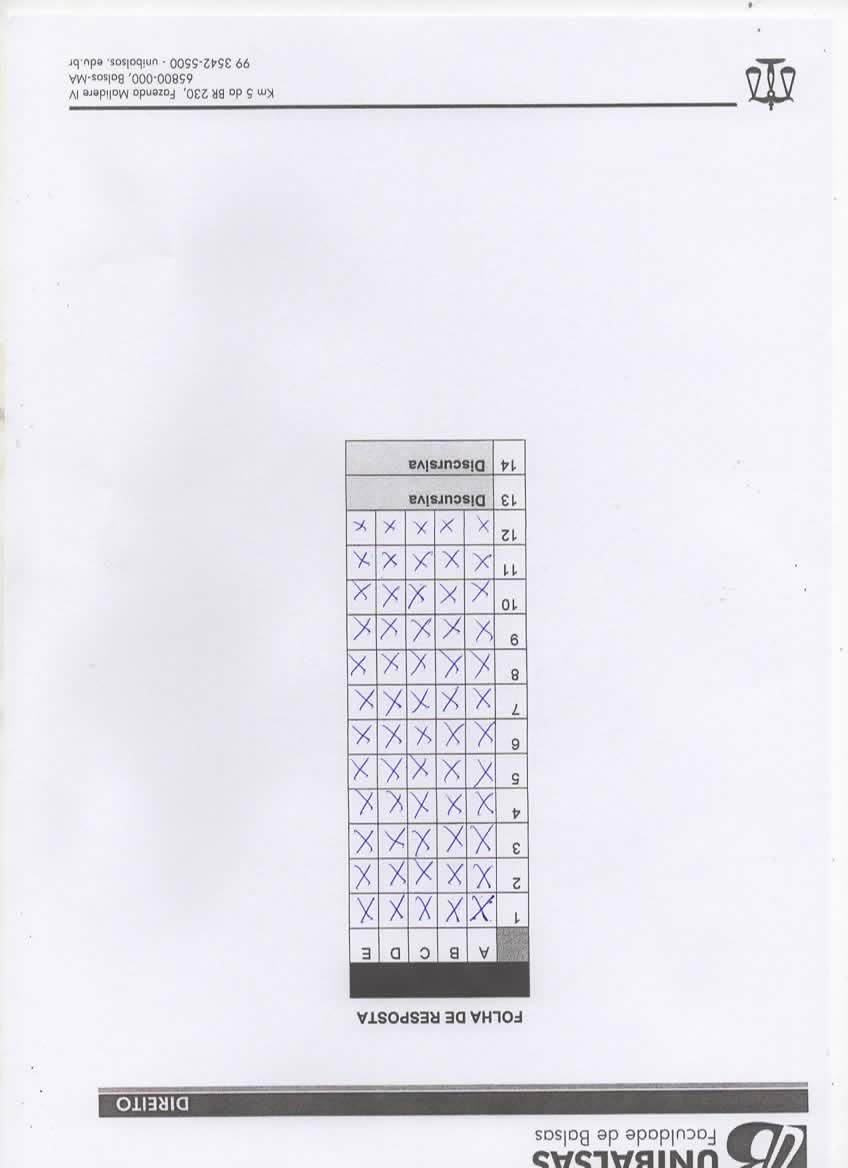 UNIBALSAS
Faculdade de Balsas
DIREITO
FOLHA DE RESPOSTA
A B C D E
1 X X X X X
2 X X X X X
3 X X X X X
4 X X X X X
5 X X X X X
6 X X X X X
7 X X X X X
8 X X X X X
9 X X X X X
10 X X X X X
11 X X X X X
12 X X X X X
13 Discursiva
14 Discursiva
Km 5 da BR 230, Fazenda Malidere IV
65800-000, Balsas-MA
99 3542-5500 - unibalsas. edu.br